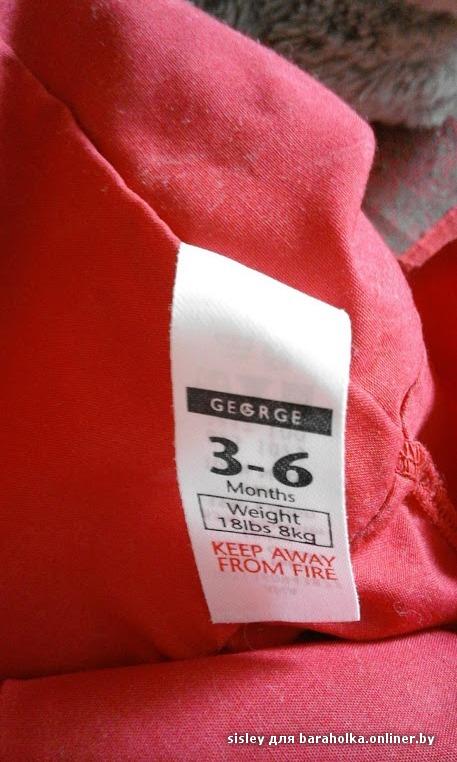 GEORGE
3-6
Months
Weight
18lbs 8kg
KEEP AWAY
FROM FIRE
sisley для baraholka.onliner.by